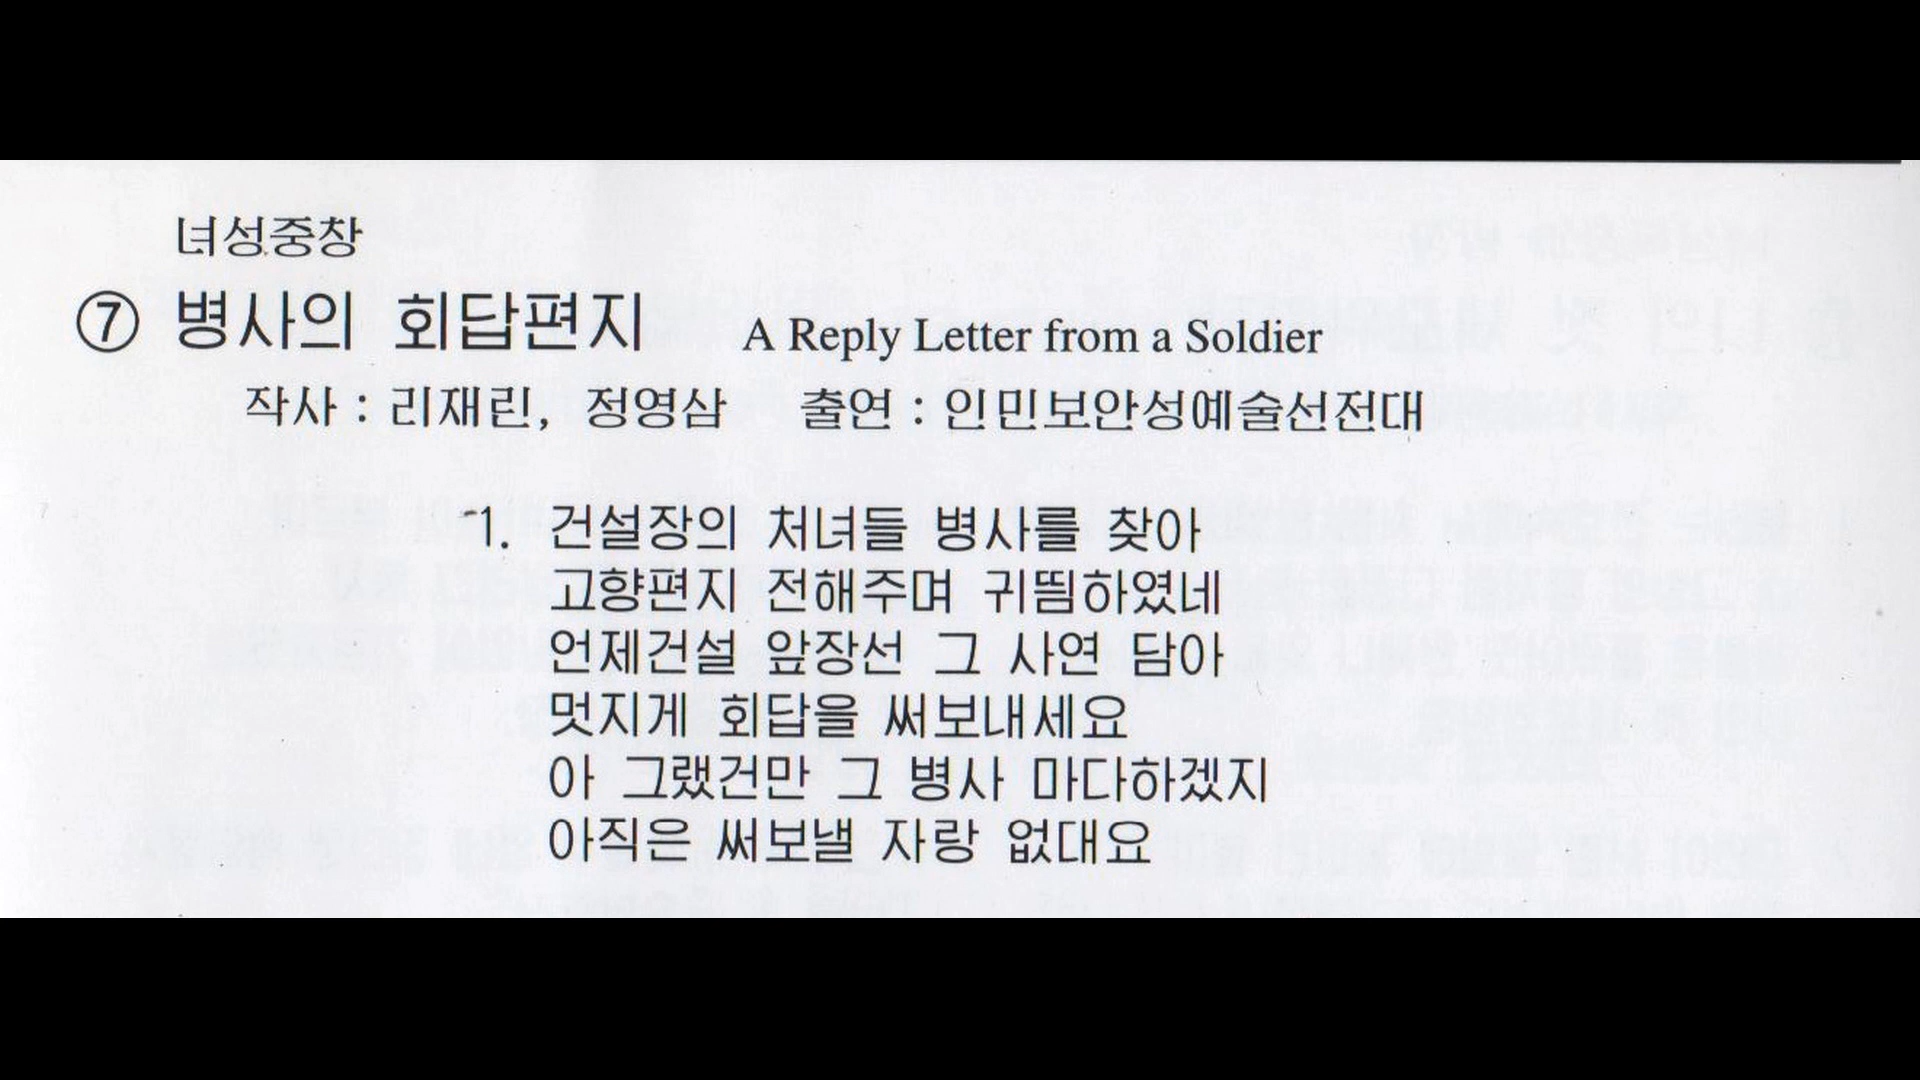 녀성중창
⑦ 병사의 회답편지 A Reply Letter from a Soldier
작사 : 리재린, 정영삼 출연 : 인민보안성예술선전대
1. 건설장의 처녀들 병사를 찾아
고향편지 전해주며 귀띔하였네
언제건설 앞장선 그 사연 담아
멋지게 회답을 써보내세요
아 그랬건만 그 병사 마다하겠지
아직은 써보낼 자랑 없대요